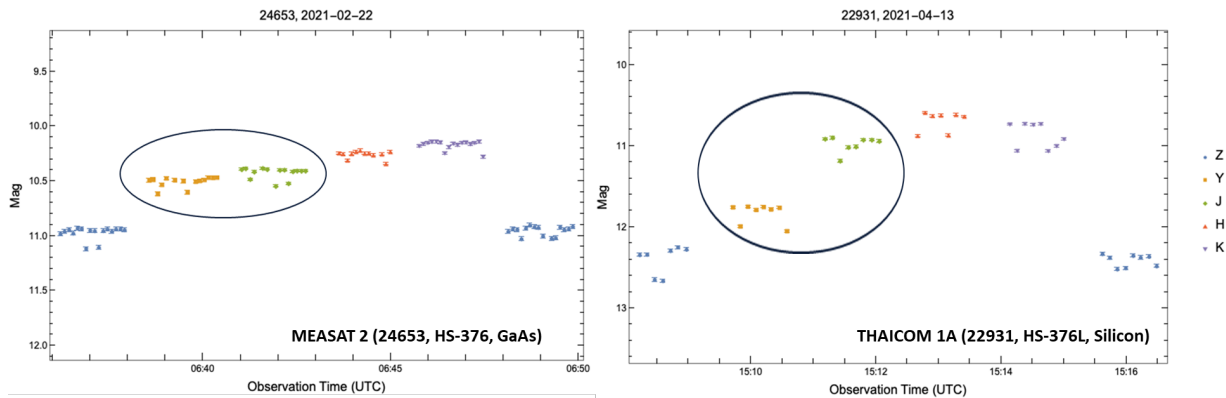 24653, 2021-02-22
9.5
10.0
10.5
11.0
11.5
12.0
Mag
06:40
06:45
06:50
Observation Time (UTC)
MEASAT 2 (24653, HS-376, GaAs)
22931, 2021-04-13
10
11
12
13
Mag
15:10
15:12
15:14
15:16
Observation Time (UTC)
THAICOM 1A (22931, HS-376L, Silicon)
Z
Y
J
H
K